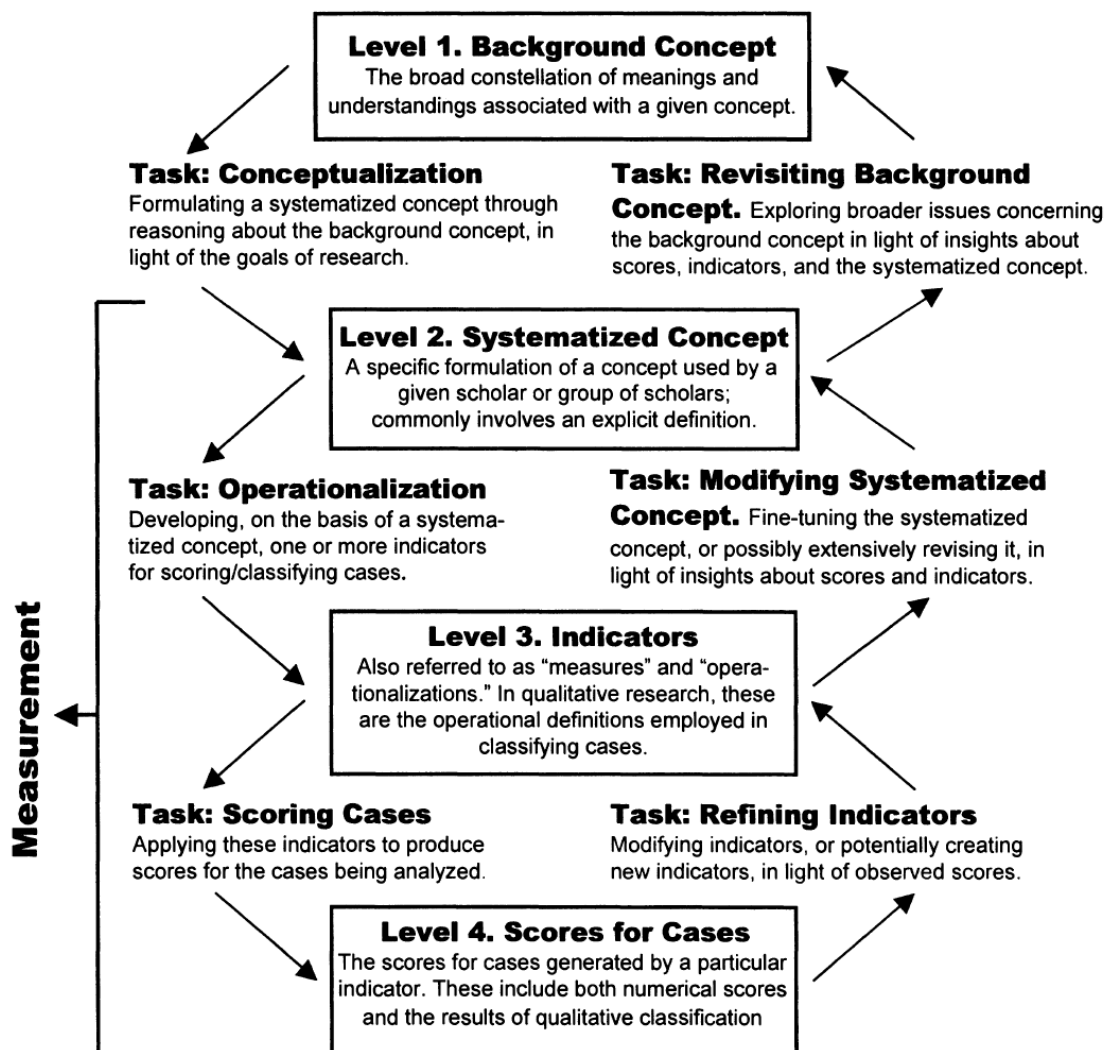 Level 1. Background Concept
The broad constellation of meanings and
understandings associated with a given concept.
Task: Conceptualization
Formulating a systematized concept through
reasoning about the background concept, in
light of the goals of research.
Task: Revisiting Background
Concept. Exploring broader issues concerning
the background concept in light of insights about
scores, indicators, and the systematized concept.
Level 2. Systematized Concept
A specific formulation of a concept used by a
given scholar or group of scholars;
commonly involves an explicit definition.
Task: Operationalization
Developing, on the basis of a systema-
tized concept, one or more indicators
for scoring/classifying cases.
Task: Modifying Systematized
Concept. Fine-tuning the systematized
concept, or possibly extensively revising it, in
light of insights about scores and indicators.
Measurement
Level 3. Indicators
Also referred to as “measures” and “opera-
tionalizations.” In qualitative research, these
are the operational definitions employed in
classifying cases.
Task: Scoring Cases
Applying these indicators to produce
scores for the cases being analyzed.
Task: Refining Indicators
Modifying indicators, or potentially creating
new indicators, in light of observed scores.
Level 4. Scores for Cases
The scores for cases generated by a particular
indicator. These include both numerical scores
and the results of qualitative classification